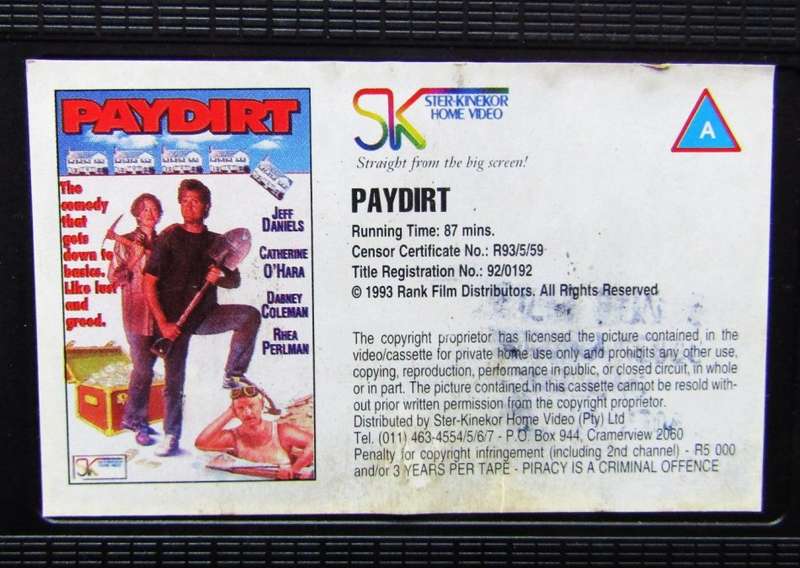 PAYDIRT
The
comedy
that
gets
down to
basics.
Like lust
and
greed.
JEFF
DANIELS
CATHERINE
O'HARA
DABNEY
COLEMAN
RHEA
PERLMAN
SK
SK
STER-KINEKOR
HOME VIDEO
Straight from the big screen!
A
PAYDIRT
Running Time: 87 mins.
Censor Certificate No.: R93/5/59
Title Registration No.: 92/0192
© 1993 Rank Film Distributors. All Rights Reserved
The copyright proprietor has licensed the picture contained in the
video/cassette for private home use only and prohibits any other use,
copying, reproduction, performance in public, or closed circuit, in whole
or in part. The picture contained in this cassette cannot be resold with-
out prior written permission from the copyright proprietor.
Distributed by Ster-Kinekor Home Video (Pty) Ltd
Tel. (011) 463-4554/5/6/7 - P.O. Box 944, Cramerview 2060
Penalty for copyright infringement (including 2nd channel) - R5 000
and/or 3 YEARS PER TAPE - PIRACY IS A CRIMINAL OFFENCE